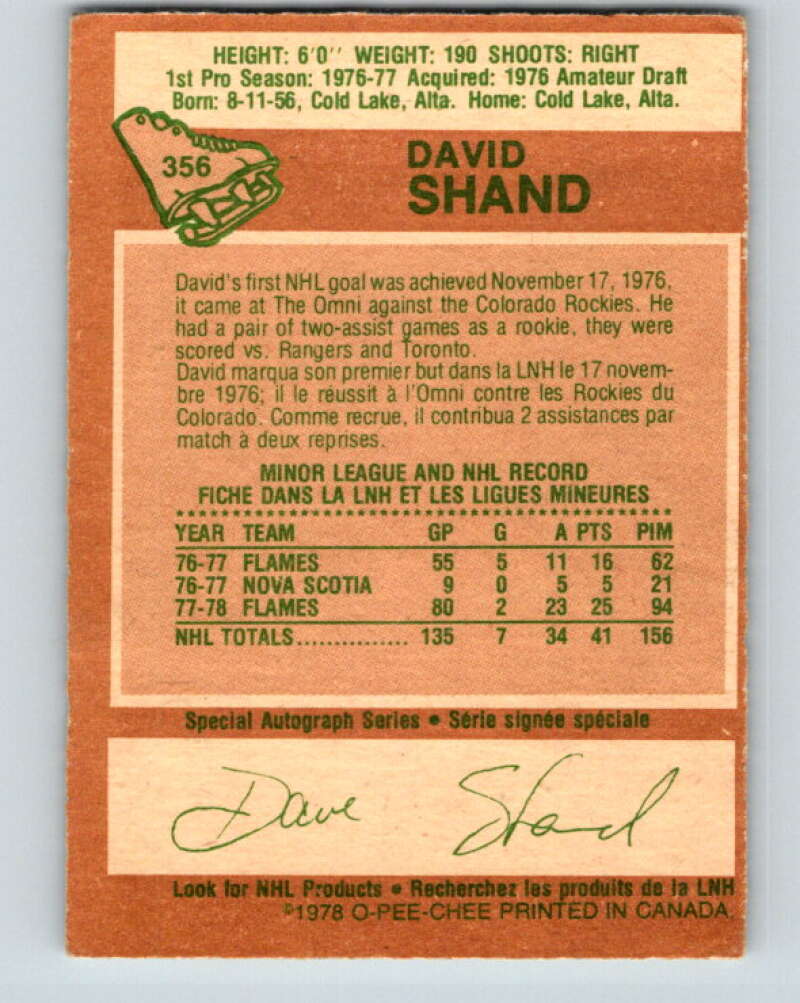 HEIGHT: 6'0'' WEIGHT: 190 SHOOTS: RIGHT
1st Pro Season: 1976-77 Acquired: 1976 Amateur Draft
Born: 8-11-56, Cold Lake, Alta. Home: Cold Lake, Alta.
356
DAVID
SHAND
David's first NHL goal was achieved November 17, 1976,
it came at The Omni against the Colorado Rockies. He
had a pair of two-assist games as a rookie, they were
scored vs. Rangers and Toronto.
David marqua son premier but dans la LNH le 17 novem-
bre 1976; il le réussit à l'Omni contre les Rockies du
Colorado. Comme recrue, il contribua 2 assistances par
match à deux reprises.
MINOR LEAGUE AND NHL RECORD
FICHE DANS LA LNH ET LES LIGUES MINEURES
YEAR TEAM GP G A PTS PIM
76-77 FLAMES 55 5 11 16 62
76-77 NOVA SCOTIA 9 0 5 5 21
77-78 FLAMES 80 2 23 25 94
NHL TOTALS............... 135 7 34 41 156
Special Autograph Series • Série signée spéciale
Dave Shand
Look for NHL Products • Recherchez les produits de la LNH
©1978 O-PEE-CHEE PRINTED IN CANADA.